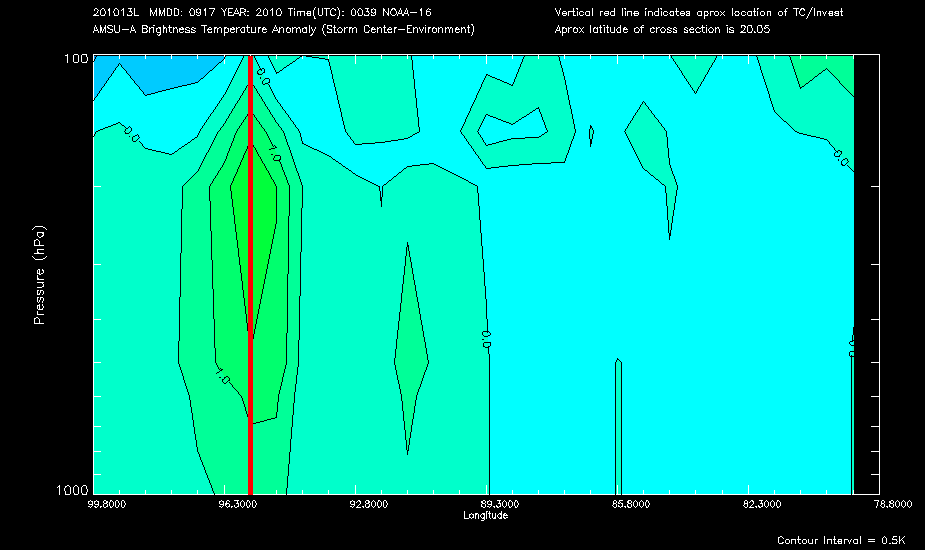 201013L MMDD: 0917 YEAR: 2010 Time(UTC): 0039 NOAA-16
Vertical red line indicates aprox location of TC/Invest
AMSU-A Brightness Temperature Anomaly (Storm Center-Environment)
Aprox latitude of cross section is 20.05
100
0.0
0.0
1.0
0.0
Pressure (hPa)
0.0
0.0
1.0
1000
99.8000 96.3000 92.8000 89.3000 85.8000 82.3000 78.8000
Longitude
Contour Interval = 0.5K